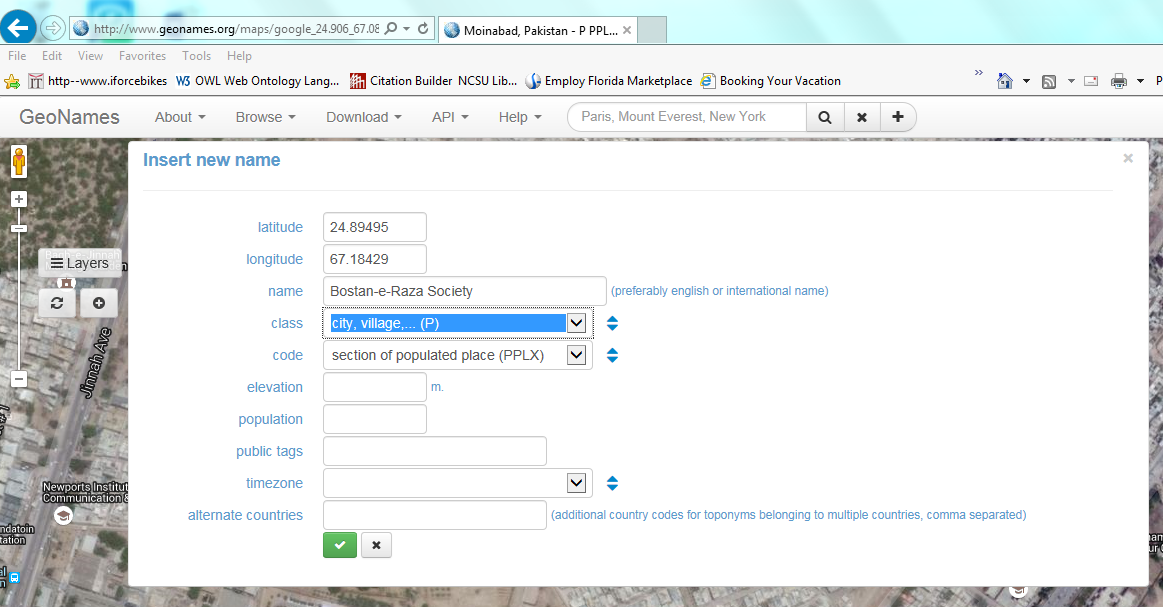 http://www.geonames.org/maps/google_24.906_67.08
Moinabad, Pakistan - P PPL...
File Edit View Favorites Tools Help
http--www.iforcebikes W3 OWL Web Ontology Lang... Citation Builder NCSU Lib... Employ Florida Marketplace Booking Your Vacation P
GeoNames About Browse Download API Help Paris, Mount Everest, New York
Insert new name
latitude 24.89495
longitude 67.18429
name Bostan-e-Raza Society (preferably english or international name)
class city, village,... (P)
code section of populated place (PPLX)
elevation m.
population
public tags
timezone
alternate countries (additional country codes for toponyms belonging to multiple countries, comma separated)
Layers
Jinnah Ave
Newports Institut
Communication &
ndatoin
tation